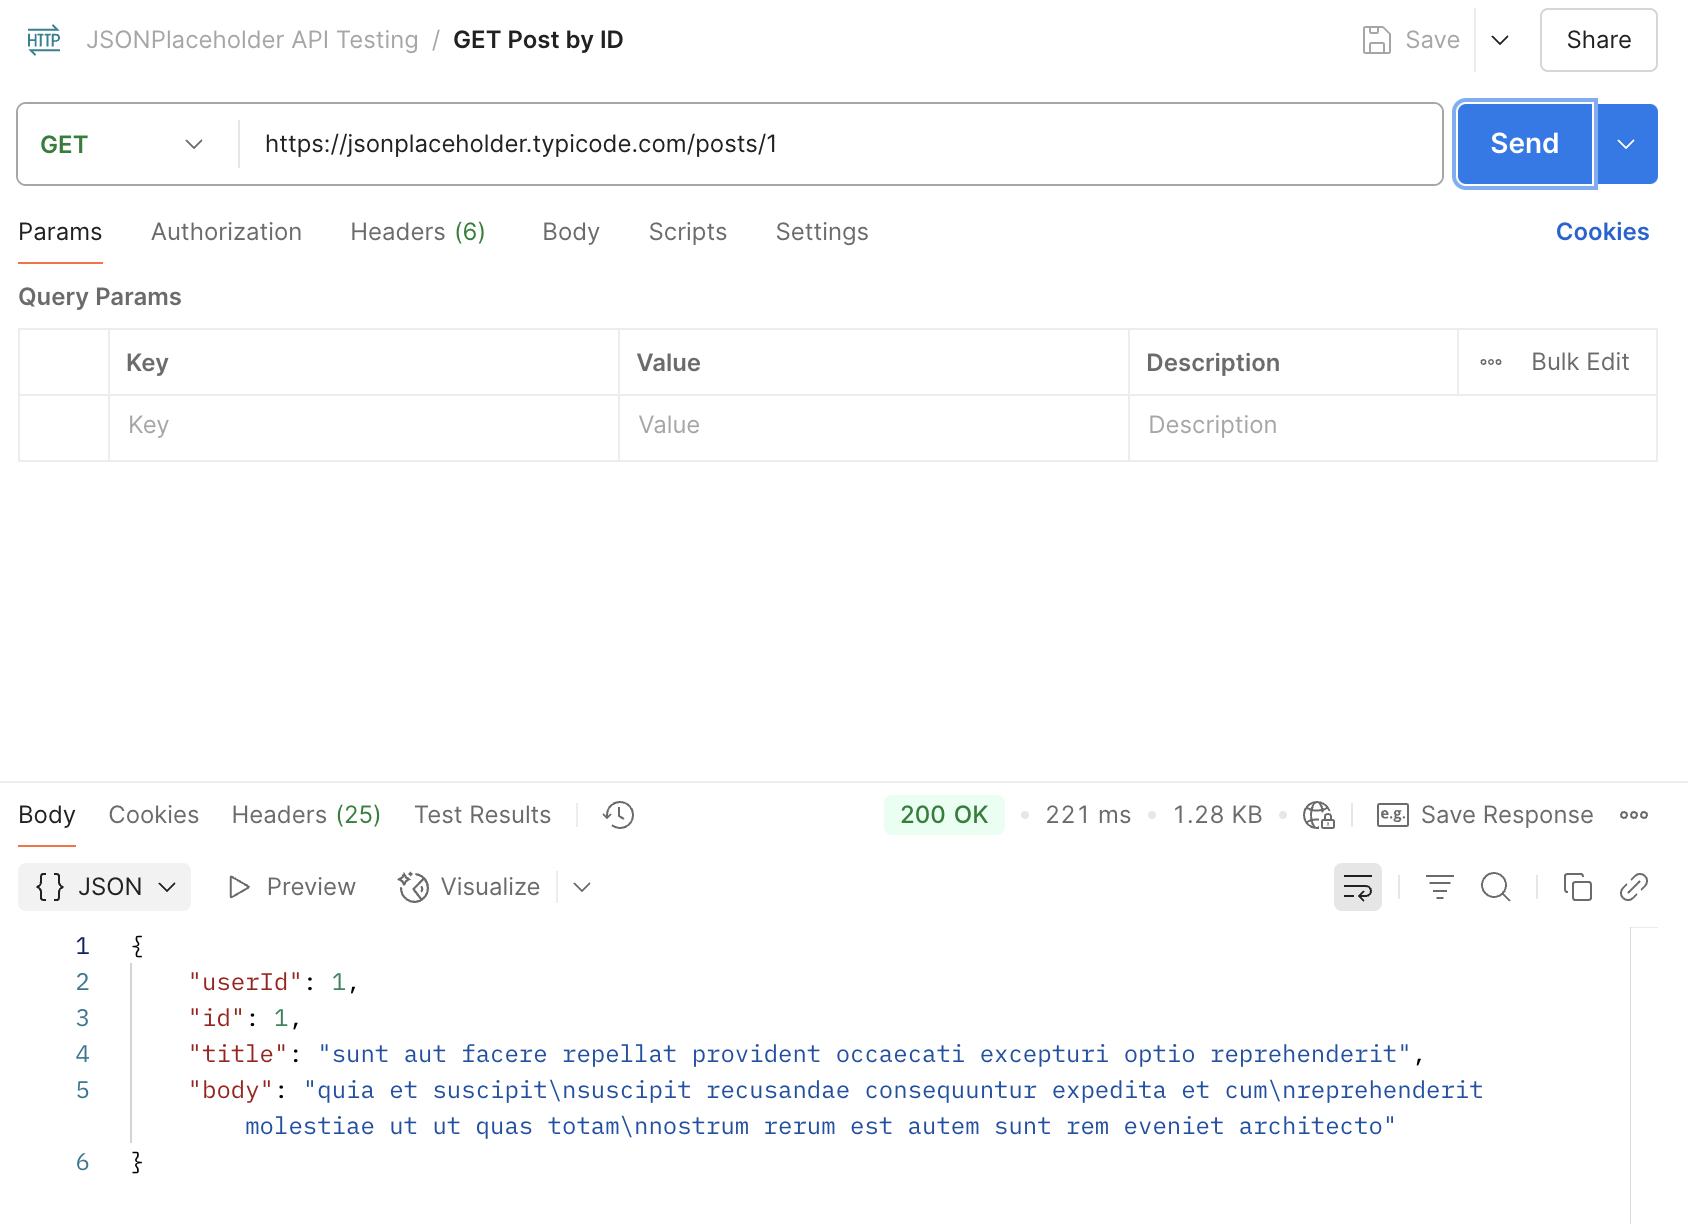 HTTP JSONPlaceholder API Testing / GET Post by ID Save Share
GET https://jsonplaceholder.typicode.com/posts/1 Send
Params Authorization Headers (6) Body Scripts Settings Cookies
Query Params
Key Value Description Bulk Edit
Key Value Description
Body Cookies Headers (25) Test Results 200 OK • 221 ms • 1.28 KB • e.g. Save Response
{} JSON Preview Visualize
1 {
2 "userId": 1,
3 "id": 1,
4 "title": "sunt aut facere repellat provident occaecati excepturi optio reprehenderit",
5 "body": "quia et suscipit\nsuscipit recusandae consequuntur expedita et cum\nreprehenderit
molestiae ut ut quas totam\nnostrum rerum est autem sunt rem eveniet architecto"
6 }